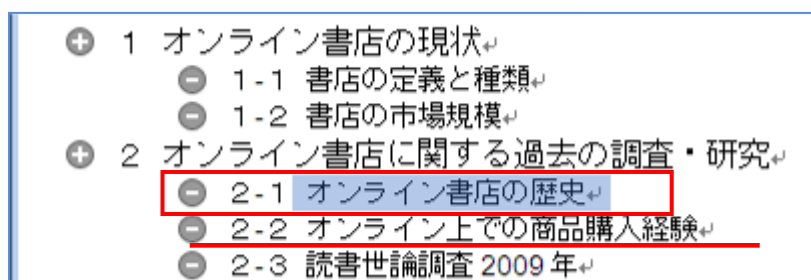 1 オンライン書店の現状↵
1-1 書店の定義と種類↵
1-2 書店の市場規模↵
2 オンライン書店に関する過去の調査・研究↵
2-1 オンライン書店の歴史↵
2-2 オンライン上での商品購入経験↵
2-3 読書世論調査 2009 年↵